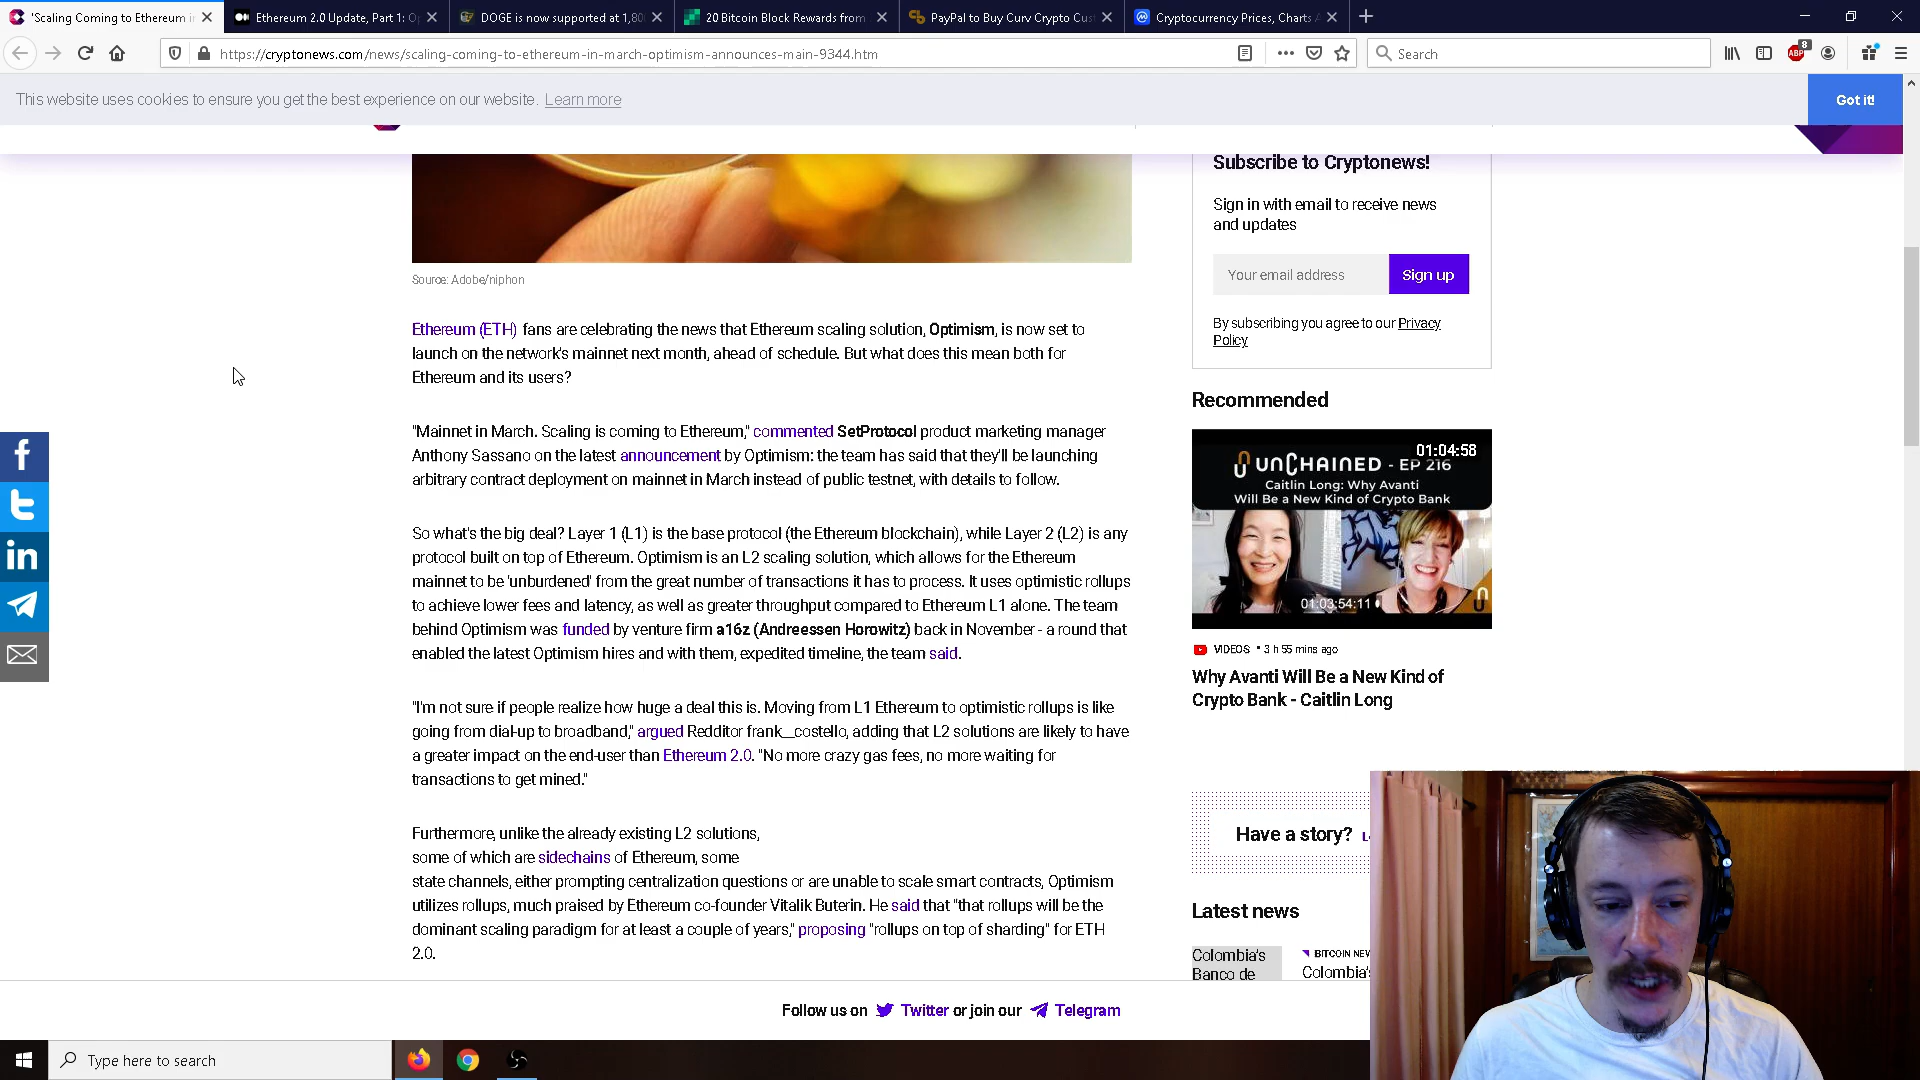 'Scaling Coming to Ethereum i
Ethereum 2.0 Update, Part 1: O
DOGE is now supported at 1,80
20 Bitcoin Block Rewards from
PayPal to Buy Curv Crypto Cus
Cryptocurrency Prices, Charts A
https://cryptonews.com/news/scaling-coming-to-ethereum-in-march-optimism-announces-main-9344.htm
Search
ABP
8
This website uses cookies to ensure you get the best experience on our website. Learn more
Got it!
Source: Adobe/niphon
Ethereum (ETH) fans are celebrating the news that Ethereum scaling solution, Optimism, is now set to
launch on the network's mainnet next month, ahead of schedule. But what does this mean both for
Ethereum and its users?
"Mainnet in March. Scaling is coming to Ethereum," commented SetProtocol product marketing manager
Anthony Sassano on the latest announcement by Optimism: the team has said that they'll be launching
arbitrary contract deployment on mainnet in March instead of public testnet, with details to follow.
So what's the big deal? Layer 1 (L1) is the base protocol (the Ethereum blockchain), while Layer 2 (L2) is any
protocol built on top of Ethereum. Optimism is an L2 scaling solution, which allows for the Ethereum
mainnet to be 'unburdened' from the great number of transactions it has to process. It uses optimistic rollups
to achieve lower fees and latency, as well as greater throughput compared to Ethereum L1 alone. The team
behind Optimism was funded by venture firm a16z (Andreessen Horowitz) back in November - a round that
enabled the latest Optimism hires and with them, expedited timeline, the team said.
"I'm not sure if people realize how huge a deal this is. Moving from L1 Ethereum to optimistic rollups is like
going from dial-up to broadband," argued Redditor frank__costello, adding that L2 solutions are likely to have
a greater impact on the end-user than Ethereum 2.0. "No more crazy gas fees, no more waiting for
transactions to get mined."
Furthermore, unlike the already existing L2 solutions,
some of which are sidechains of Ethereum, some
state channels, either prompting centralization questions or are unable to scale smart contracts, Optimism
utilizes rollups, much praised by Ethereum co-founder Vitalik Buterin. He said that "that rollups will be the
dominant scaling paradigm for at least a couple of years," proposing "rollups on top of sharding" for ETH
2.0.
Subscribe to Cryptonews!
Sign in with email to receive news
and updates
Your email address
Sign up
By subscribing you agree to our Privacy
Policy
Recommended
01:04:58
UNCHAINED - EP 216
Caitlin Long: Why Avanti
Will Be a New Kind of Crypto Bank
01:03:54:11
VIDEOS • 3 h 55 mins ago
Why Avanti Will Be a New Kind of
Crypto Bank - Caitlin Long
Have a story?
Latest news
Colombia's
Banco de
BITCOIN NEW
Colombia's
Follow us on Twitter or join our Telegram
Type here to search